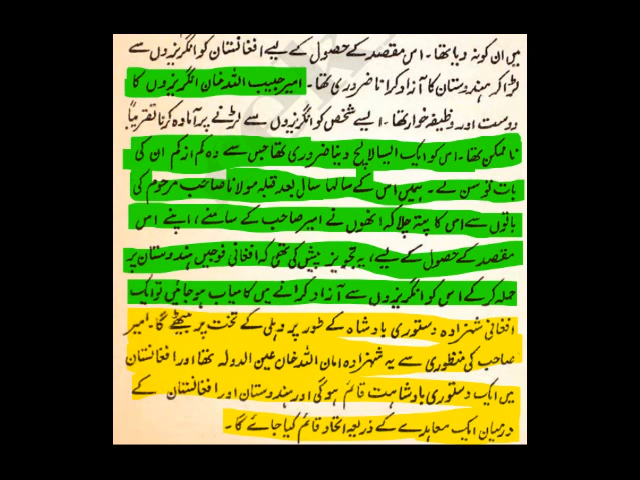 میں ان کو نہ دیا تھا۔ اس مقصد کے حصول کے لیے افغانستان کو انگریزوں سے
لڑا کر ہندوستان کا آزاد کرانا ضروری تھا۔ امیر حبیب اللہ خان انگریزوں کا
دوست اور وظیفہ خوار تھا۔ ایسے شخص کو انگریزوں سے لڑنے پر آمادہ کرنا تقریباً
نا ممکن تھا۔ اس کو ایک ایسا لالچ دینا ضروری تھا جس سے وہ کم از کم ان کی
بات تو سن لے۔ ہمیں اس کے سالہا سال بعد قبلہ مولانا صاحب مرحوم کی
باتوں سے اس کا پتہ چلا کہ انھوں نے امیر صاحب کے سامنے، اپنے اس
مقصد کے حصول کے لیے، یہ تجویز پیش کی تھی کہ افغانی فوجیں ہندوستان پر
حملہ کر کے اس کو انگریزوں سے آزاد کرانے میں کامیاب ہو جائیں تو ایک
افغانی شہزادہ دستوری بادشاہ کے طور پر دہلی کے تخت پر بیٹھے گا۔ امیر
صاحب کی منظوری سے یہ شہزادہ امان اللہ خان عین الدولہ تھا اور افغانستان
میں ایک دستوری بادشاہت قائم ہوگی اور ہندوستان اور افغانستان کے
درمیان ایک معاہدے کے ذریعہ اتحاد قائم کیا جائے گا۔